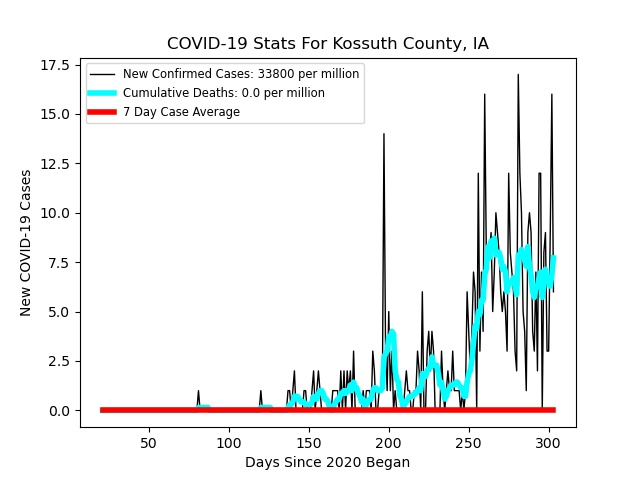 COVID-19 Stats For Kossuth County, IA
New Confirmed Cases: 33800 per million
Cumulative Deaths: 0.0 per million
7 Day Case Average
New COVID-19 Cases
17.5
15.0
12.5
10.0
7.5
5.0
2.5
0.0
50 100 150 200 250 300
Days Since 2020 Began